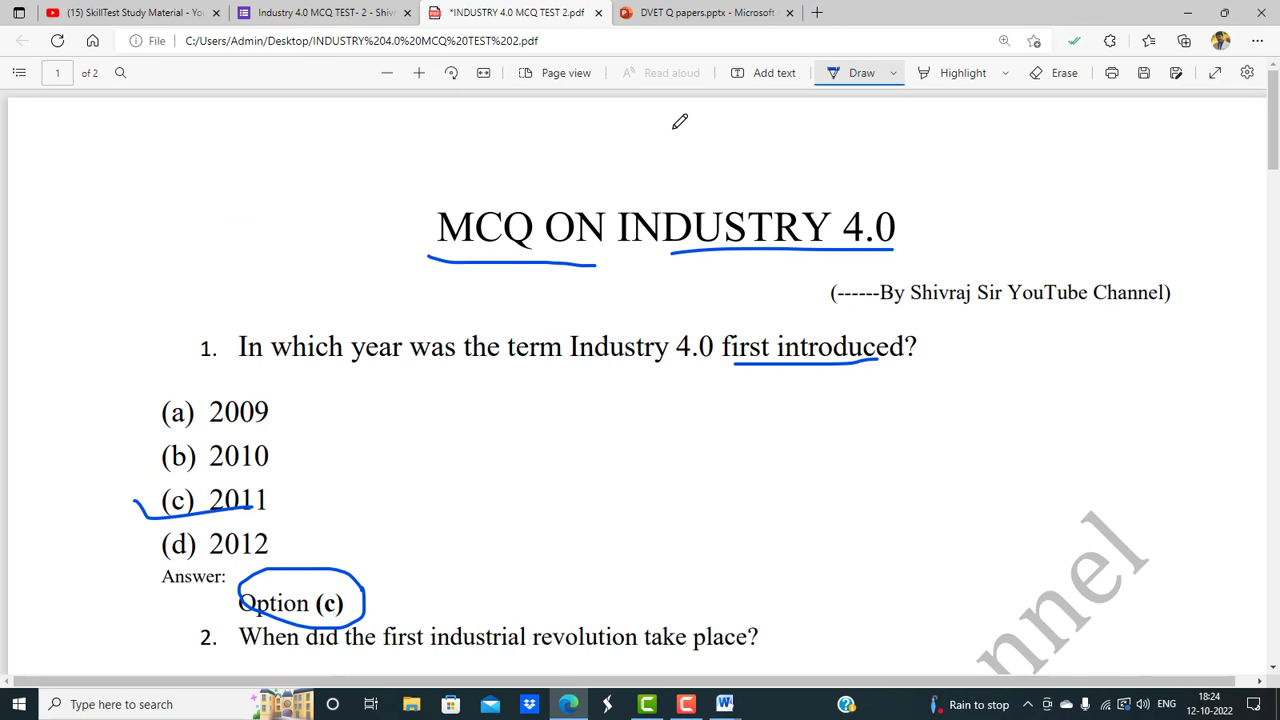 (15) SkillTest Study Material - Yo
Industry 4.0 MCQ TEST- 2 - Shiv
*INDUSTRY 4.0 MCQ TEST 2.pdf
DVET Q papers.pptx - Microsoft
File
C:/Users/Admin/Desktop/INDUSTRY%204.0%20MCQ%20TEST%202.pdf
1 of 2
Page view
Read aloud
Add text
Draw
Highlight
Erase
MCQ ON INDUSTRY 4.0
(------By Shivraj Sir YouTube Channel)
1. In which year was the term Industry 4.0 first introduced?
(a) 2009
(b) 2010
(c) 2011
(d) 2012
Answer:
Option (c)
2. When did the first industrial revolution take place?
nnel
Type here to search
Rain to stop
ENG
18:24
12-10-2022